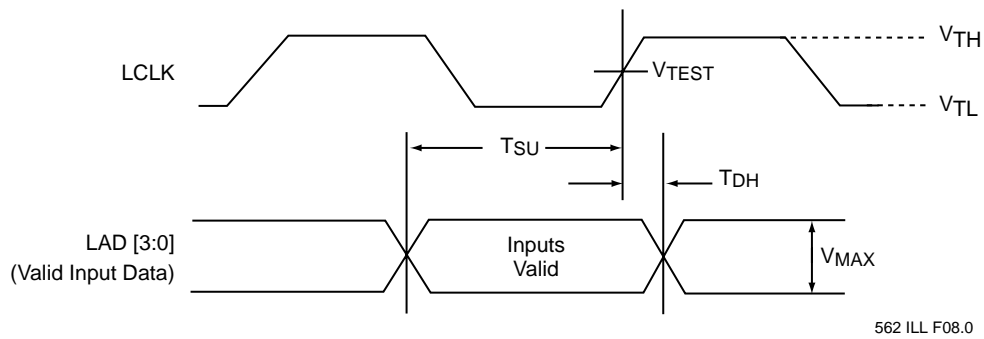 VTH
LCLK
VTEST
VTL
TSU
TDH
LAD [3:0]
(Valid Input Data)
Inputs
Valid
VMAX
562 ILL F08.0